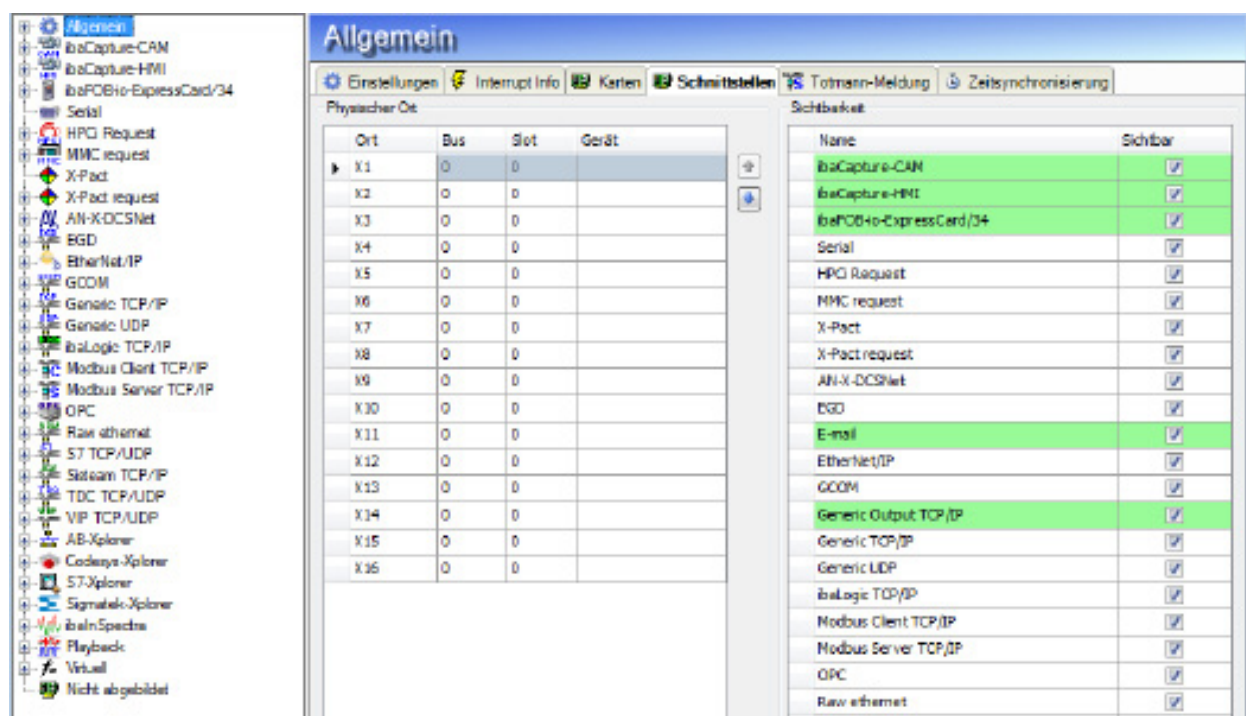 Allgemein
ibaCapture-CAM
ibaCapture-HMI
ibaFOB-io-ExpressCard/34
Serial
HPCi Request
MMC request
X-Pact
X-Pact request
AN-X-DCSNet
EGD
EtherNet/IP
GCOM
Generic TCP/IP
Generic UDP
ibaLogic TCP/IP
Modbus Client TCP/IP
Modbus Server TCP/IP
OPC
Raw ethernet
S7 TCP/UDP
Sisteam TCP/IP
TDC TCP/UDP
VIP TCP/UDP
AB-Xplorer
Codesys-Xplorer
S7-Xplorer
Sigmatek-Xplorer
ibaInSpectra
Playback
Virtuell
Nicht abgebildet
Allgemein
Einstellungen Interrupt Info Karten Schnittstellen Totmann-Meldung Zeitsynchronisierung
Physischer Ort
Ort Bus Slot Gerät
X1 0 0
X2 0 0
X3 0 0
X4 0 0
X5 0 0
X6 0 0
X7 0 0
X8 0 0
X9 0 0
X10 0 0
X11 0 0
X12 0 0
X13 0 0
X14 0 0
X15 0 0
X16 0 0
Sichtbarkeit
Name Sichtbar
ibaCapture-CAM
ibaCapture-HMI
ibaFOB-io-ExpressCard/34
Serial
HPCi Request
MMC request
X-Pact
X-Pact request
AN-X-DCSNet
EGD
E-mail
EtherNet/IP
GCOM
Generic Output TCP/IP
Generic TCP/IP
Generic UDP
ibaLogic TCP/IP
Modbus Client TCP/IP
Modbus Server TCP/IP
OPC
Raw ethernet